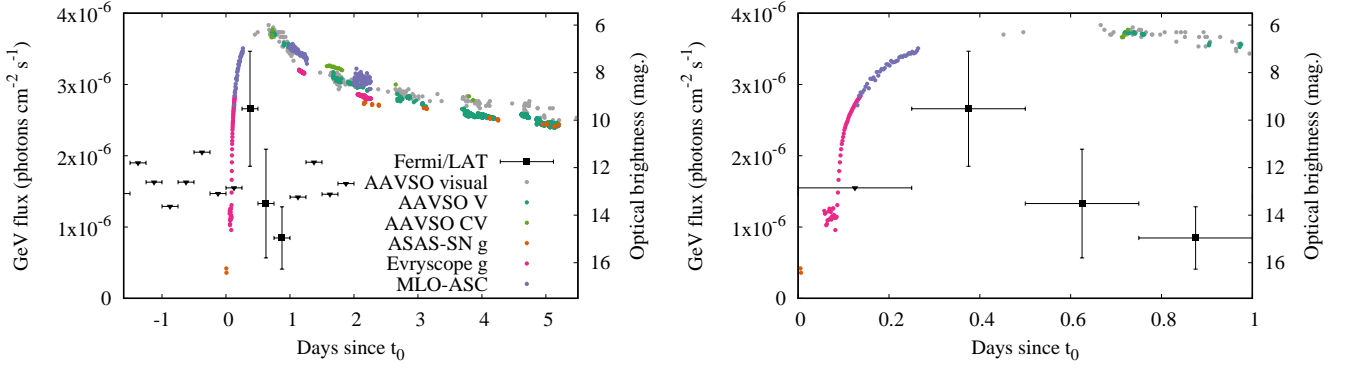 GeV flux (photons cm-2 s-1)
4x10-6
3x10-6
2x10-6
1x10-6
0
-1 0 1 2 3 4 5
Days since t0
6
8
10
12
14
16
Optical brightness (mag.)
Fermi/LAT
AAVSO visual
AAVSO V
AAVSO CV
ASAS-SN g
Evryscope g
MLO-ASC
GeV flux (photons cm-2 s-1)
4x10-6
3x10-6
2x10-6
1x10-6
0
0 0.2 0.4 0.6 0.8 1
Days since t0
6
8
10
12
14
16
Optical brightness (mag.)